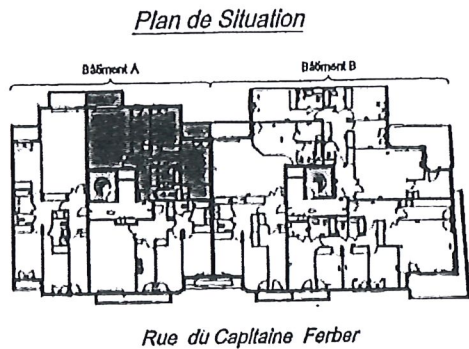 Plan de Situation
Bâtiment A
Bâtiment B
Rue du Capitaine Ferber